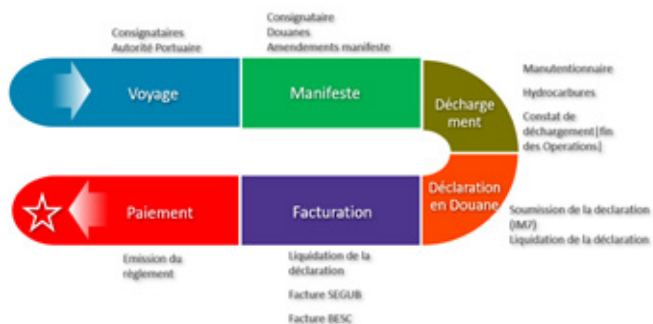 Consignataires
Autorité Portuaire
Consignataire
Douanes
Amendements manifeste
Voyage
Manifeste
Décharge
ment
Manutentionnaire
Hydrocarbures
Constat de
déchargement|fin
des Operations|
Déclaration
en Douane
Soumission de la declaration
(IM7)
Liquidation de la déclaration
Facturation
Liquidation de la
déclaration
Facture SEGUB
Facture BESC
Paiement
Emission du
règlement